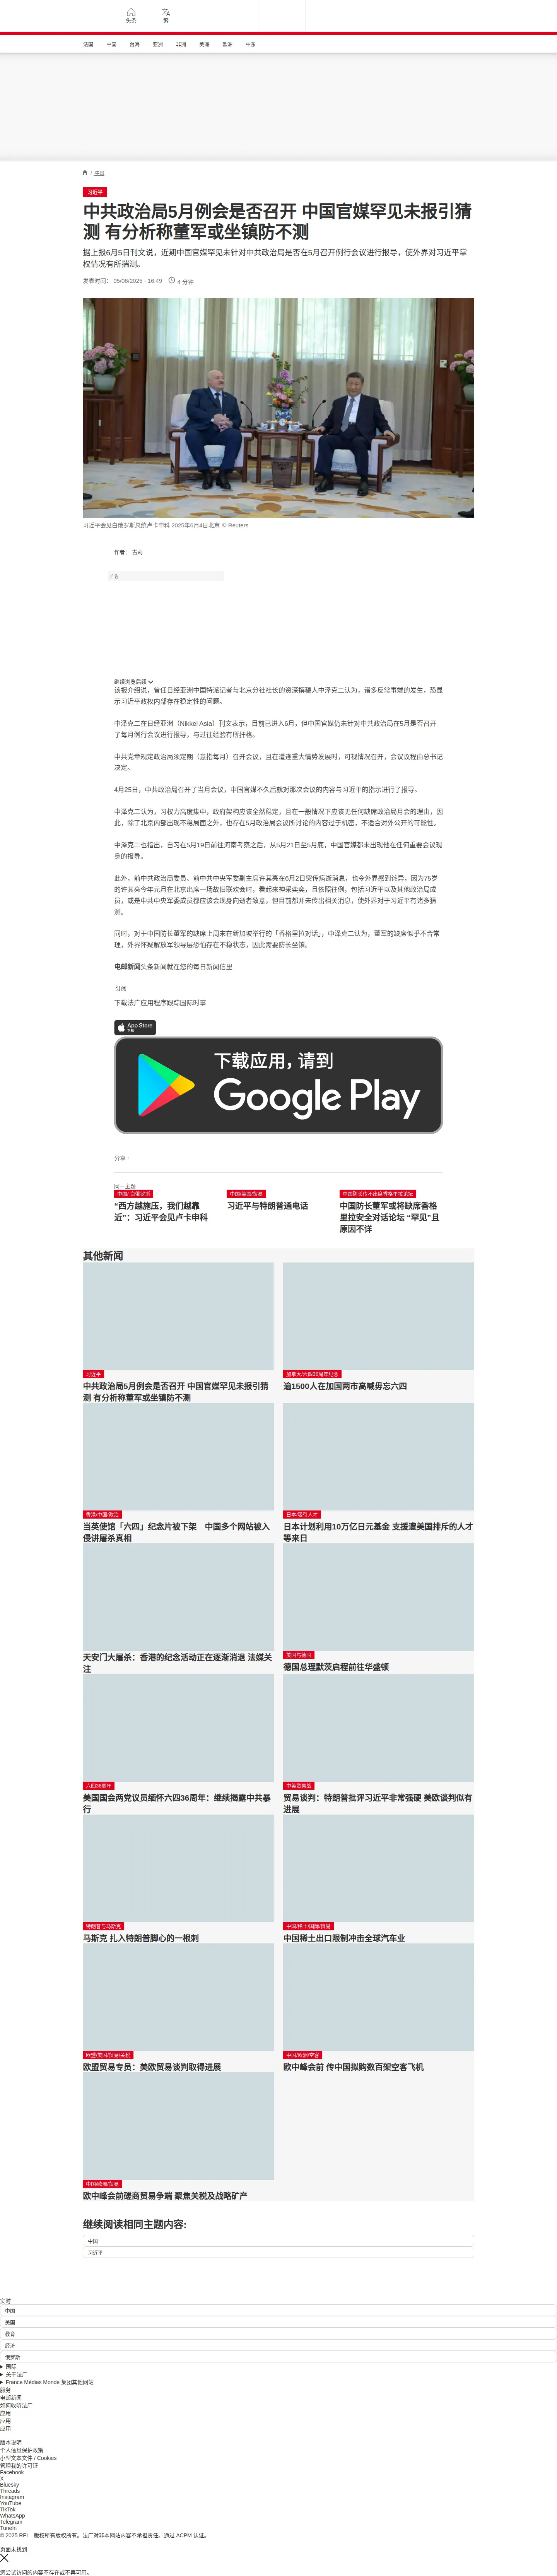 头条
繁
法国
中国
台海
亚洲
非洲
美洲
欧洲
中东
/ 中国
习近平
中共政治局5月例会是否召开 中国官媒罕见未报引猜
测 有分析称董军或坐镇防不测
据上报6月5日刊文说，近期中国官媒罕见未针对中共政治局是否在5月召开例行会议进行报导，使外界对习近平掌
权情况有所揣测。
发表时间： 05/06/2025 - 16:49
4 分钟
习近平会见白俄罗斯总统卢卡申科 2025年6月4日北京 © Reuters
作者： 古莉
广告
继续浏览后续
该报介绍说，曾任日经亚洲中国特派记者与北京分社社长的资深撰稿人中泽克二认为，诸多反常事端的发生，恐显
示习近平政权内部存在稳定性的问题。
中泽克二在日经亚洲（Nikkei Asia）刊文表示，目前已进入6月，但中国官媒仍未针对中共政治局在5月是否召开
了每月例行会议进行报导，与过往经验有所扞格。
中共党章规定政治局须定期（意指每月）召开会议，且在遭逢重大情势发展时，可视情况召开，会议议程由总书记
决定。
4月25日，中共政治局召开了当月会议，中国官媒不久后就对那次会议的内容与习近平的指示进行了报导。
中泽克二认为，习权力高度集中，政府架构应该全然稳定，且在一般情况下应该无任何缺席政治局月会的理由，因
此，除了北京内部出现不稳局面之外，也存在5月政治局会议所讨论的内容过于机密，不适合对外公开的可能性。
中泽克二也指出，自习在5月19日前往河南考察之后，从5月21日至5月底，中国官媒都未出现他在任何重要会议现
身的报导。
此外，前中共政治局委员、前中共中央军委副主席许其亮在6月2日突传病逝消息，也令外界感到诧异，因为75岁
的许其亮今年元月在北京出席一场故旧联欢会时，看起来神采奕奕，且依照往例，包括习近平以及其他政治局成
员，或是中共中央军委成员都应该会现身向逝者致意，但目前都并未传出相关消息，使外界对于习近平有诸多猜
测。
同时，对于中国防长董军的缺席上周末在新加坡举行的「香格里拉对话」，中泽克二认为，董军的缺席似乎不合常
理，外界怀疑解放军领导层恐怕存在不稳状态，因此需要防长坐镇。
电邮新闻头条新闻就在您的每日新闻信里
订阅
下载法广应用程序跟踪国际时事
App Store
下载
下载应用，请到
Google Play
分享 :
同一主题
中国/ 白俄罗斯
“西方越施压，我们越靠
近”：习近平会见卢卡申科
中国/美国/贸易
习近平与特朗普通电话
中国防长传不出席香格里拉论坛
中国防长董军或将缺席香格
里拉安全对话论坛 “罕见”且
原因不详
其他新闻
习近平
中共政治局5月例会是否召开 中国官媒罕见未报引猜
测 有分析称董军或坐镇防不测
加拿大/六四36周年纪念
逾1500人在加国两市高喊毋忘六四
香港/中国/政治
当英使馆「六四」纪念片被下架　中国多个网站被入
侵讲屠杀真相
日本/吸引人才
日本计划利用10万亿日元基金 支援遭美国排斥的人才
等来日
天安门大屠杀：香港的纪念活动正在逐渐消退 法媒关
注
美国与德国
德国总理默茨启程前往华盛顿
六四36周年
美国国会两党议员缅怀六四36周年：继续揭露中共暴
行
中美贸易战
贸易谈判：特朗普批评习近平非常强硬 美欧谈判似有
进展
特朗普与马斯克
马斯克 扎入特朗普脚心的一根刺
中国/稀土/国际/贸易
中国稀土出口限制冲击全球汽车业
欧盟/美国/贸易/关税
欧盟贸易专员：美欧贸易谈判取得进展
中国/欧洲/空客
欧中峰会前 传中国拟购数百架空客飞机
中国/欧洲/贸易
欧中峰会前磋商贸易争端 聚焦关税及战略矿产
继续阅读相同主题内容:
中国
习近平
实时
中国
美国
教育
经济
俄罗斯
国际
关于法广
France Médias Monde 集团其他网站
服务
电邮新闻
如何收听法广
应用
应用
应用
版本说明
个人信息保护政策
小型文本文件 / Cookies
管理我的许可证
Facebook
X
Bluesky
Threads
Instagram
YouTube
TikTok
WhatsApp
Telegram
TuneIn
© 2025 RFI – 版权所有版权所有。法广对非本网站内容不承担责任。通过 ACPM 认证。
页面未找到
您尝试访问的内容不存在或不再可用。